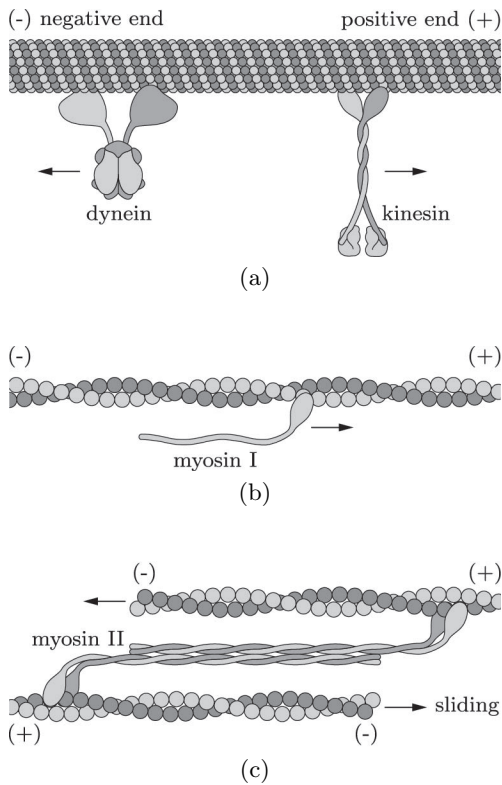 (-) negative end positive end (+)
dynein
kinesin
(a)
(-) (+)
myosin I
(b)
(-) (+)
myosin II
sliding
(+) (-)
(c)